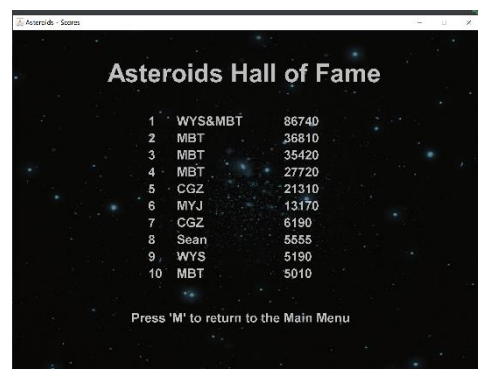 Asteroids - Scores
Asteroids Hall of Fame
1 WYS&MBT 86740
2 MBT 36810
3 MBT 35420
4 MBT 27720
5 CGZ 21310
6 MYJ 13170
7 CGZ 6190
8 Sean 5555
9 WYS 5190
10 MBT 5010
Press 'M' to return to the Main Menu